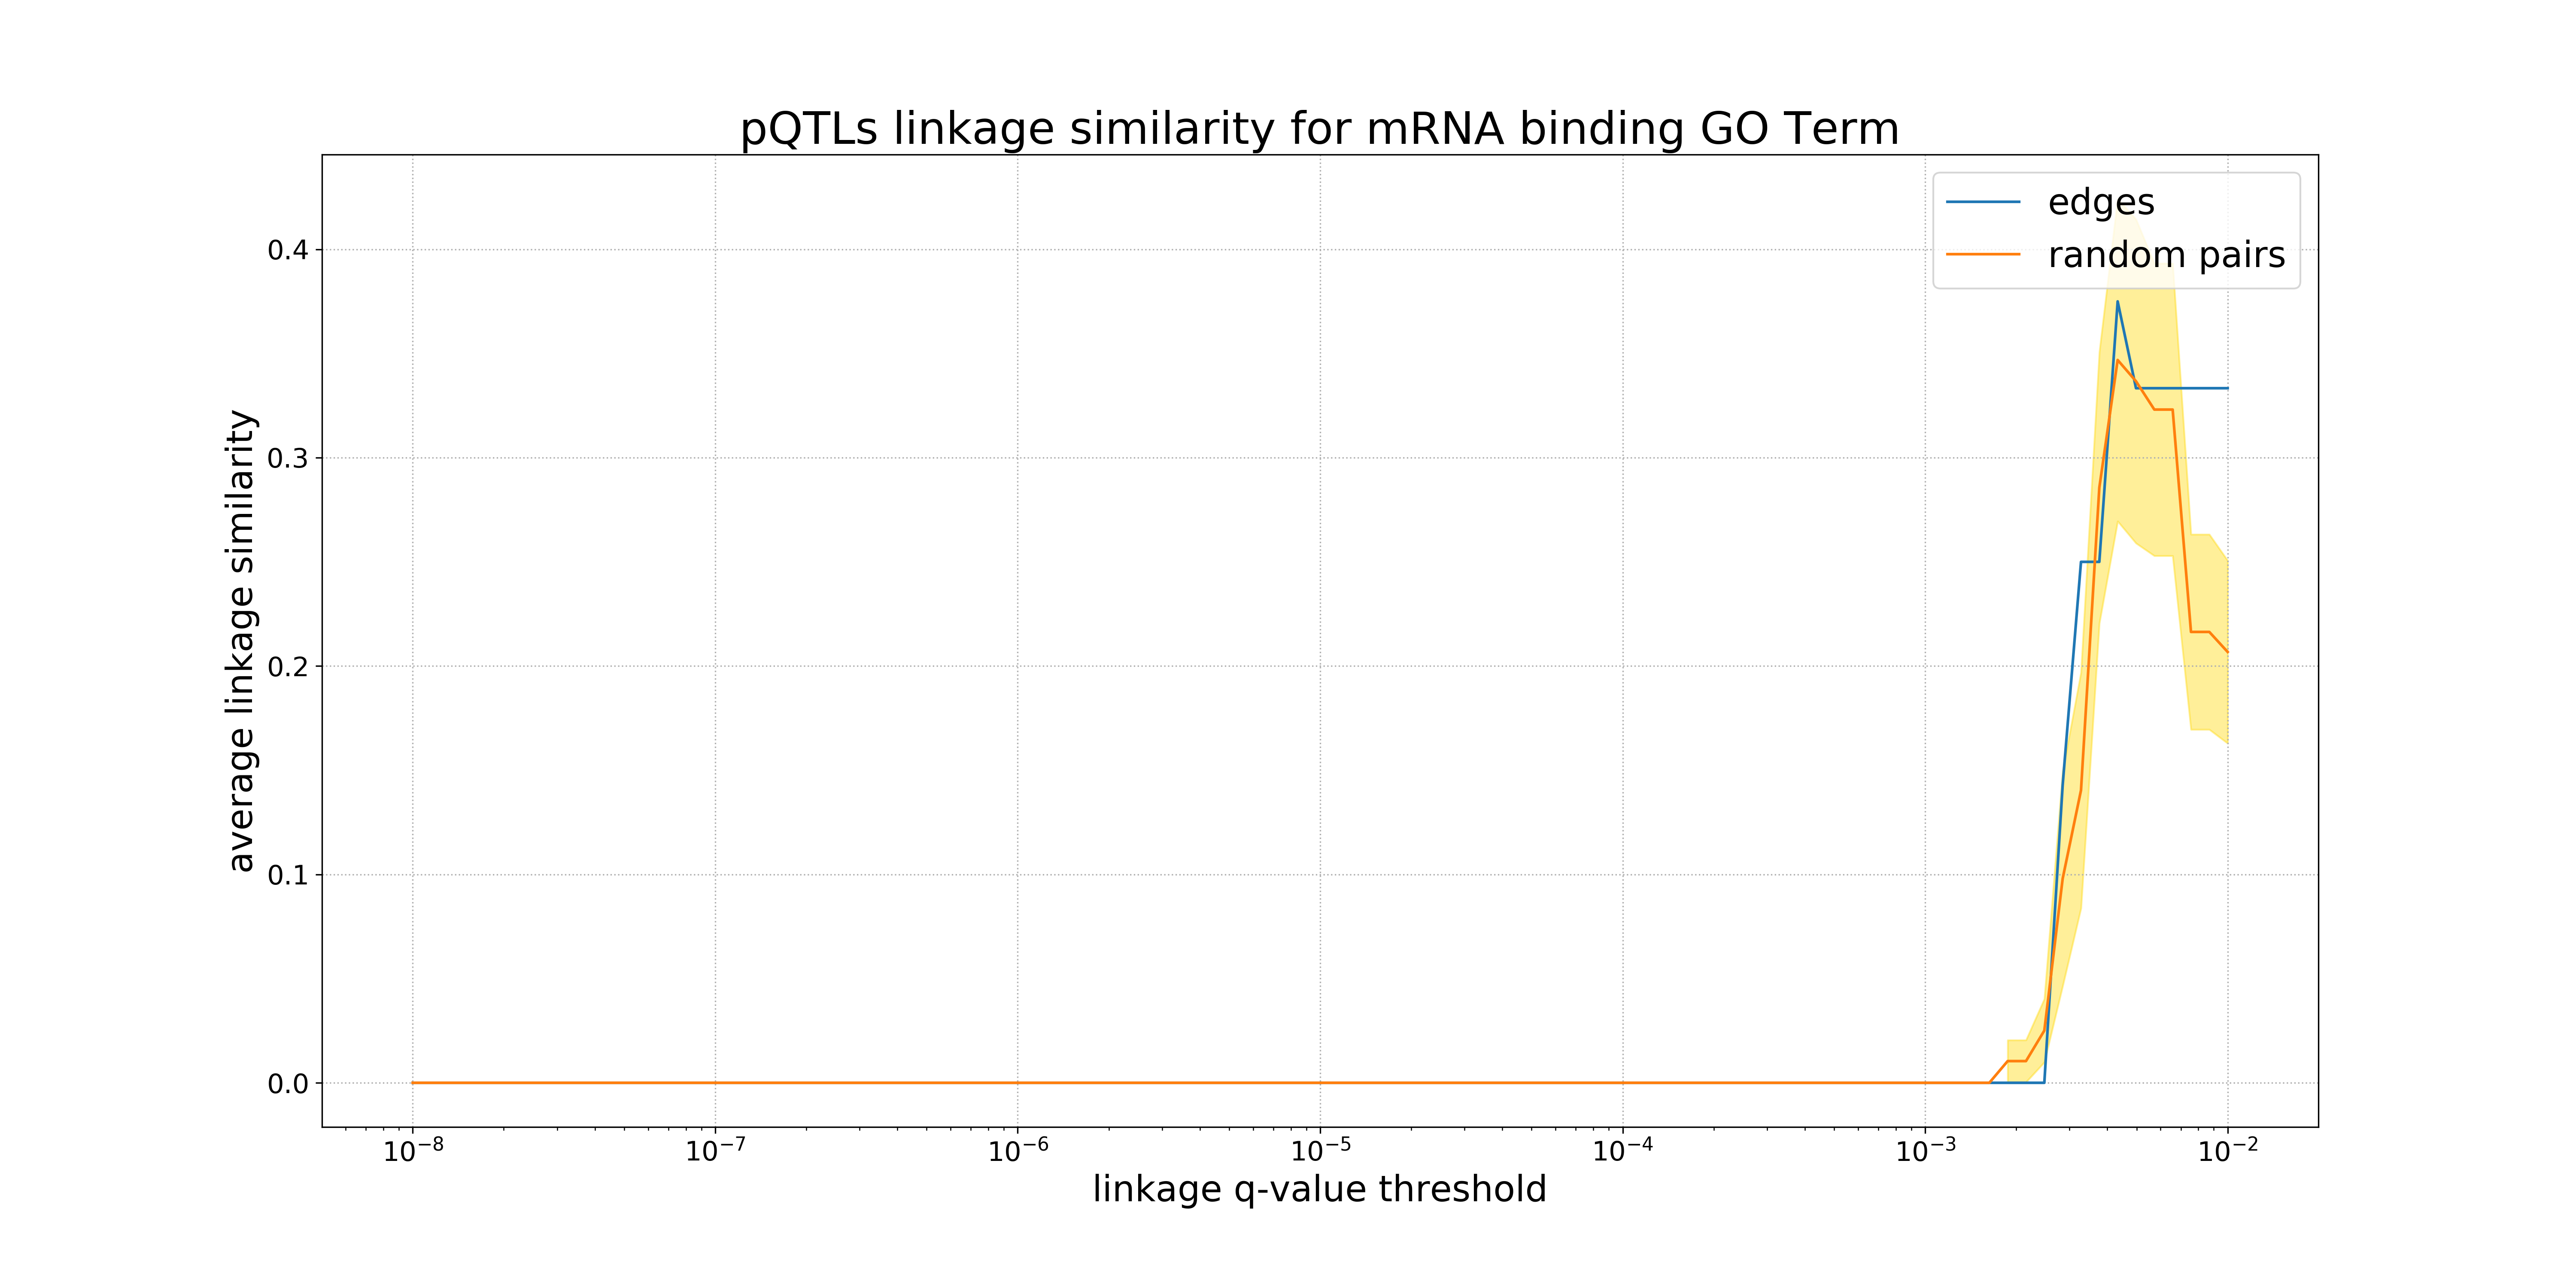 pQTLs linkage similarity for mRNA binding GO Term
edges
random pairs
average linkage similarity
0.4
0.3
0.2
0.1
0.0
10⁻⁸ 10⁻⁷ 10⁻⁶ 10⁻⁵ 10⁻⁴ 10⁻³ 10⁻²
linkage q-value threshold